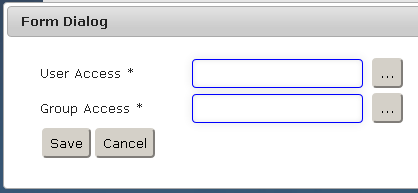 Form Dialog
User Access * ...
Group Access * ...
Save Cancel